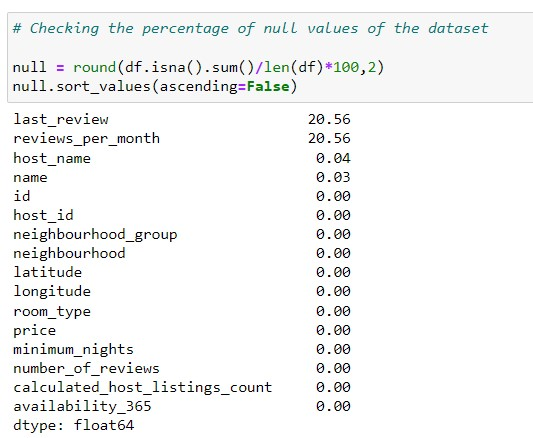 # Checking the percentage of null values of the dataset
null = round(df.isna().sum()/len(df)*100,2)
null.sort_values(ascending=False)
last_review 20.56
reviews_per_month 20.56
host_name 0.04
name 0.03
id 0.00
host_id 0.00
neighbourhood_group 0.00
neighbourhood 0.00
latitude 0.00
longitude 0.00
room_type 0.00
price 0.00
minimum_nights 0.00
number_of_reviews 0.00
calculated_host_listings_count 0.00
availability_365 0.00
dtype: float64